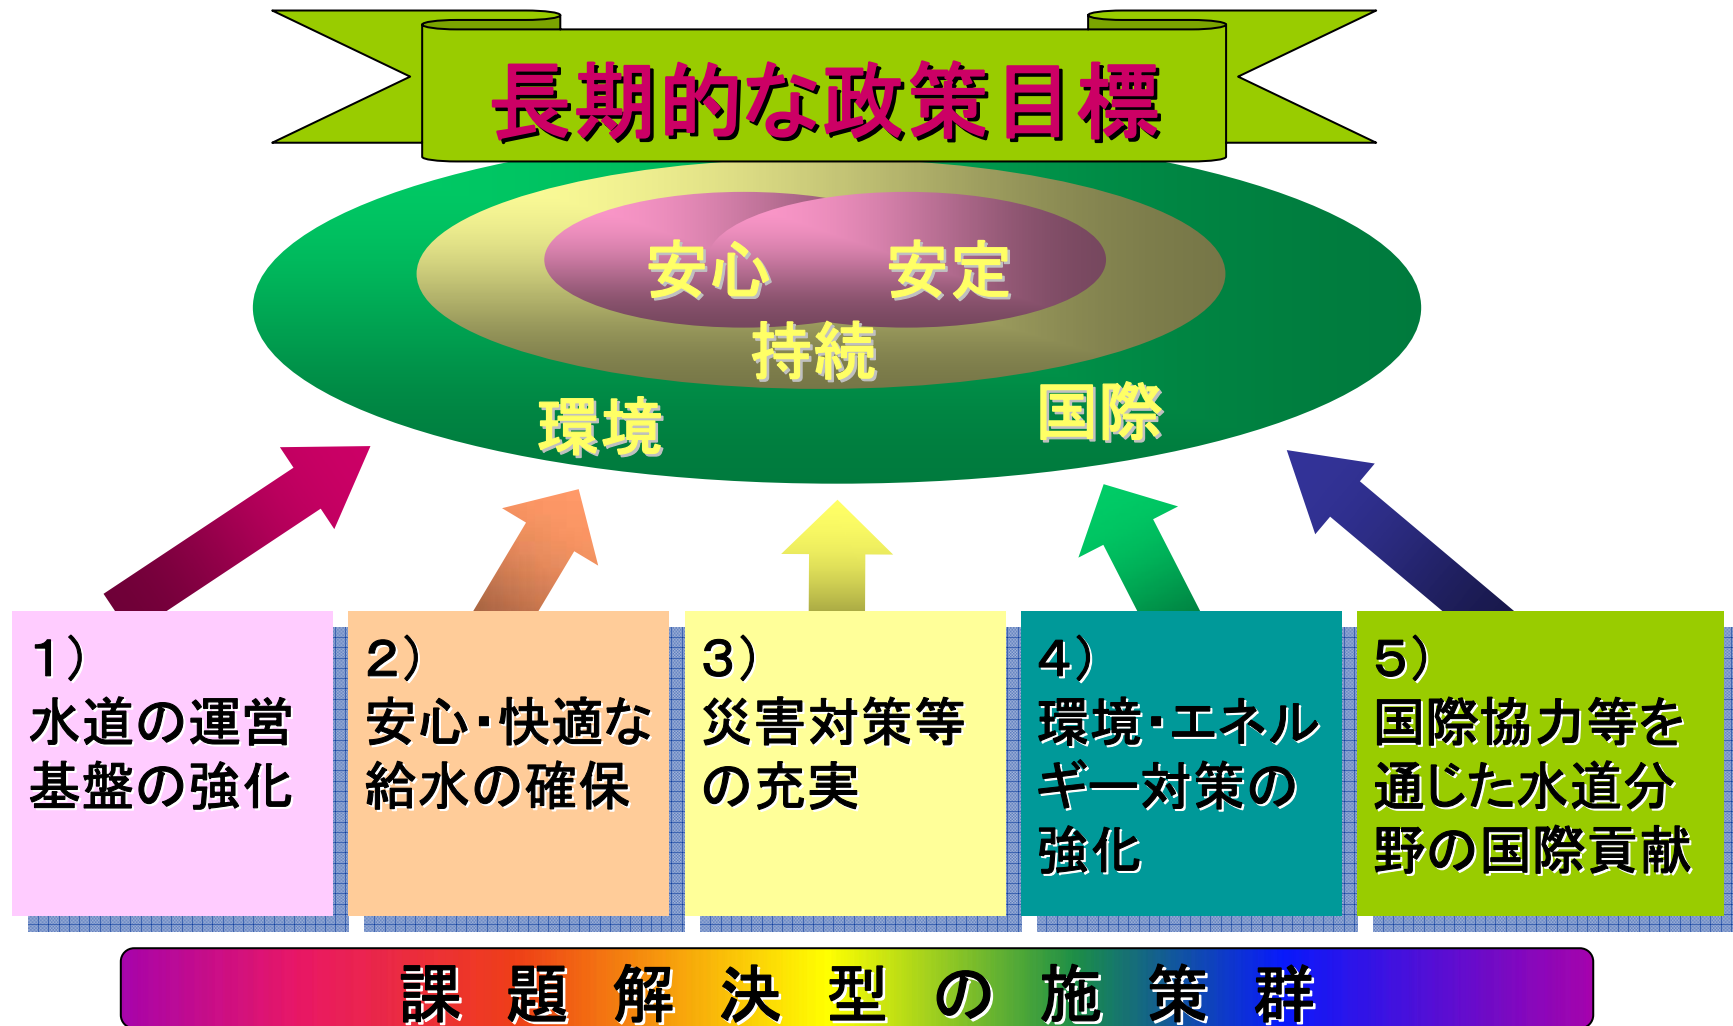 長期的な政策目標
安心 安定
持続
環境 国際
1)
水道の運営
基盤の強化
2)
安心・快適な
給水の確保
3)
災害対策等
の充実
4)
環境・エネル
ギー対策の
強化
5)
国際協力等を
通じた水道分
野の国際貢献
課題解決型の施策群